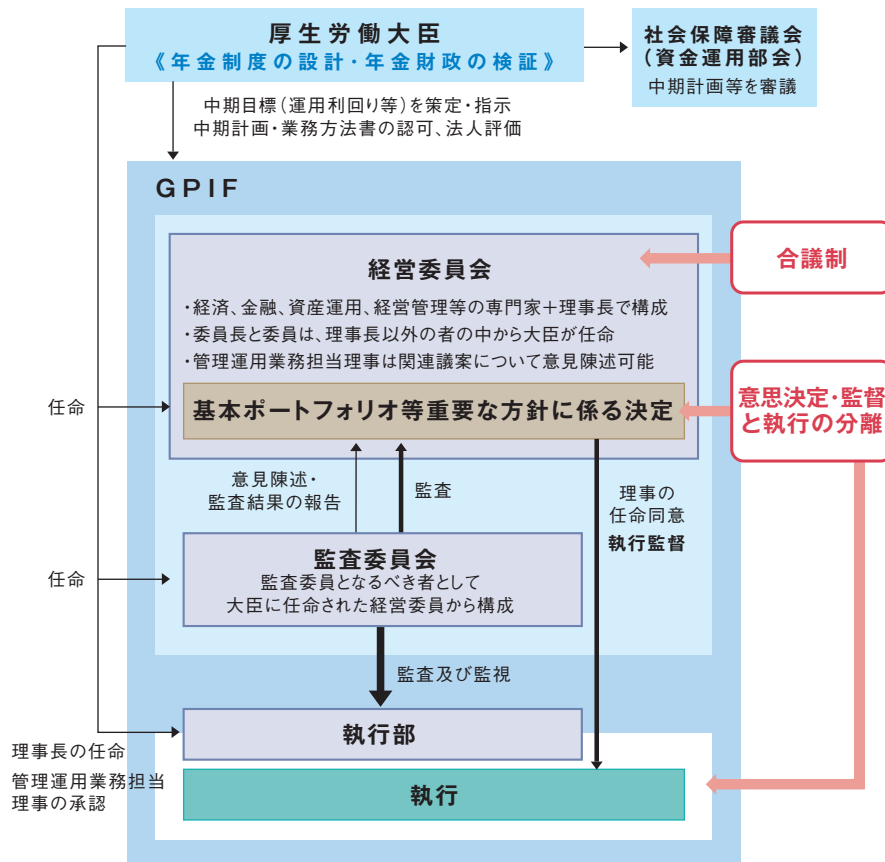 厚生労働大臣
《年金制度の設計・年金財政の検証》
社会保障審議会
(資金運用部会)
中期計画等を審議
中期目標(運用利回り等)を策定・指示
中期計画・業務方法書の認可、法人評価
GPIF
経営委員会
・経済、金融、資産運用、経営管理等の専門家+理事長で構成
・委員長と委員は、理事長以外の者の中から大臣が任命
・管理運用業務担当理事は関連議案について意見陳述可能
基本ポートフォリオ等重要な方針に係る決定
合議制
意思決定・監督
と執行の分離
任命
意見陳述・
監査結果の報告
監査
理事の
任命同意
執行監督
監査委員会
監査委員となるべき者として
大臣に任命された経営委員から構成
任命
監査及び監視
執行部
理事長の任命
管理運用業務担当
理事の承認
執行